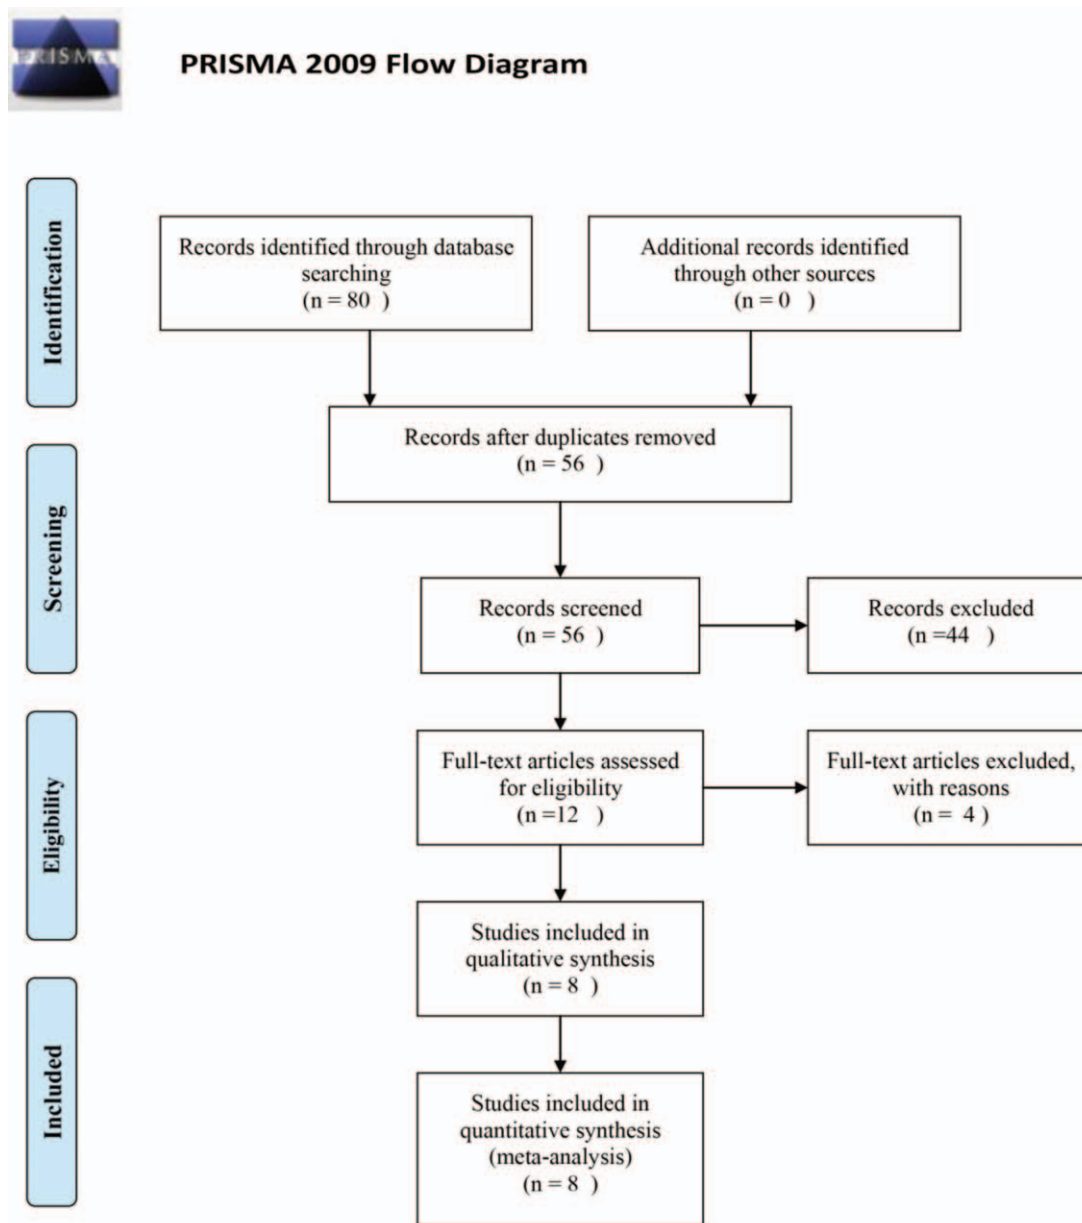 PRISMA
PRISMA 2009 Flow Diagram
Identification
Records identified through database
searching
(n = 80 )
Additional records identified
through other sources
(n = 0 )
Records after duplicates removed
(n = 56 )
Screening
Records screened
(n = 56 )
Records excluded
(n =44 )
Eligibility
Full-text articles assessed
for eligibility
(n =12 )
Full-text articles excluded,
with reasons
(n = 4 )
Studies included in
qualitative synthesis
(n = 8 )
Included
Studies included in
quantitative synthesis
(meta-analysis)
(n = 8 )